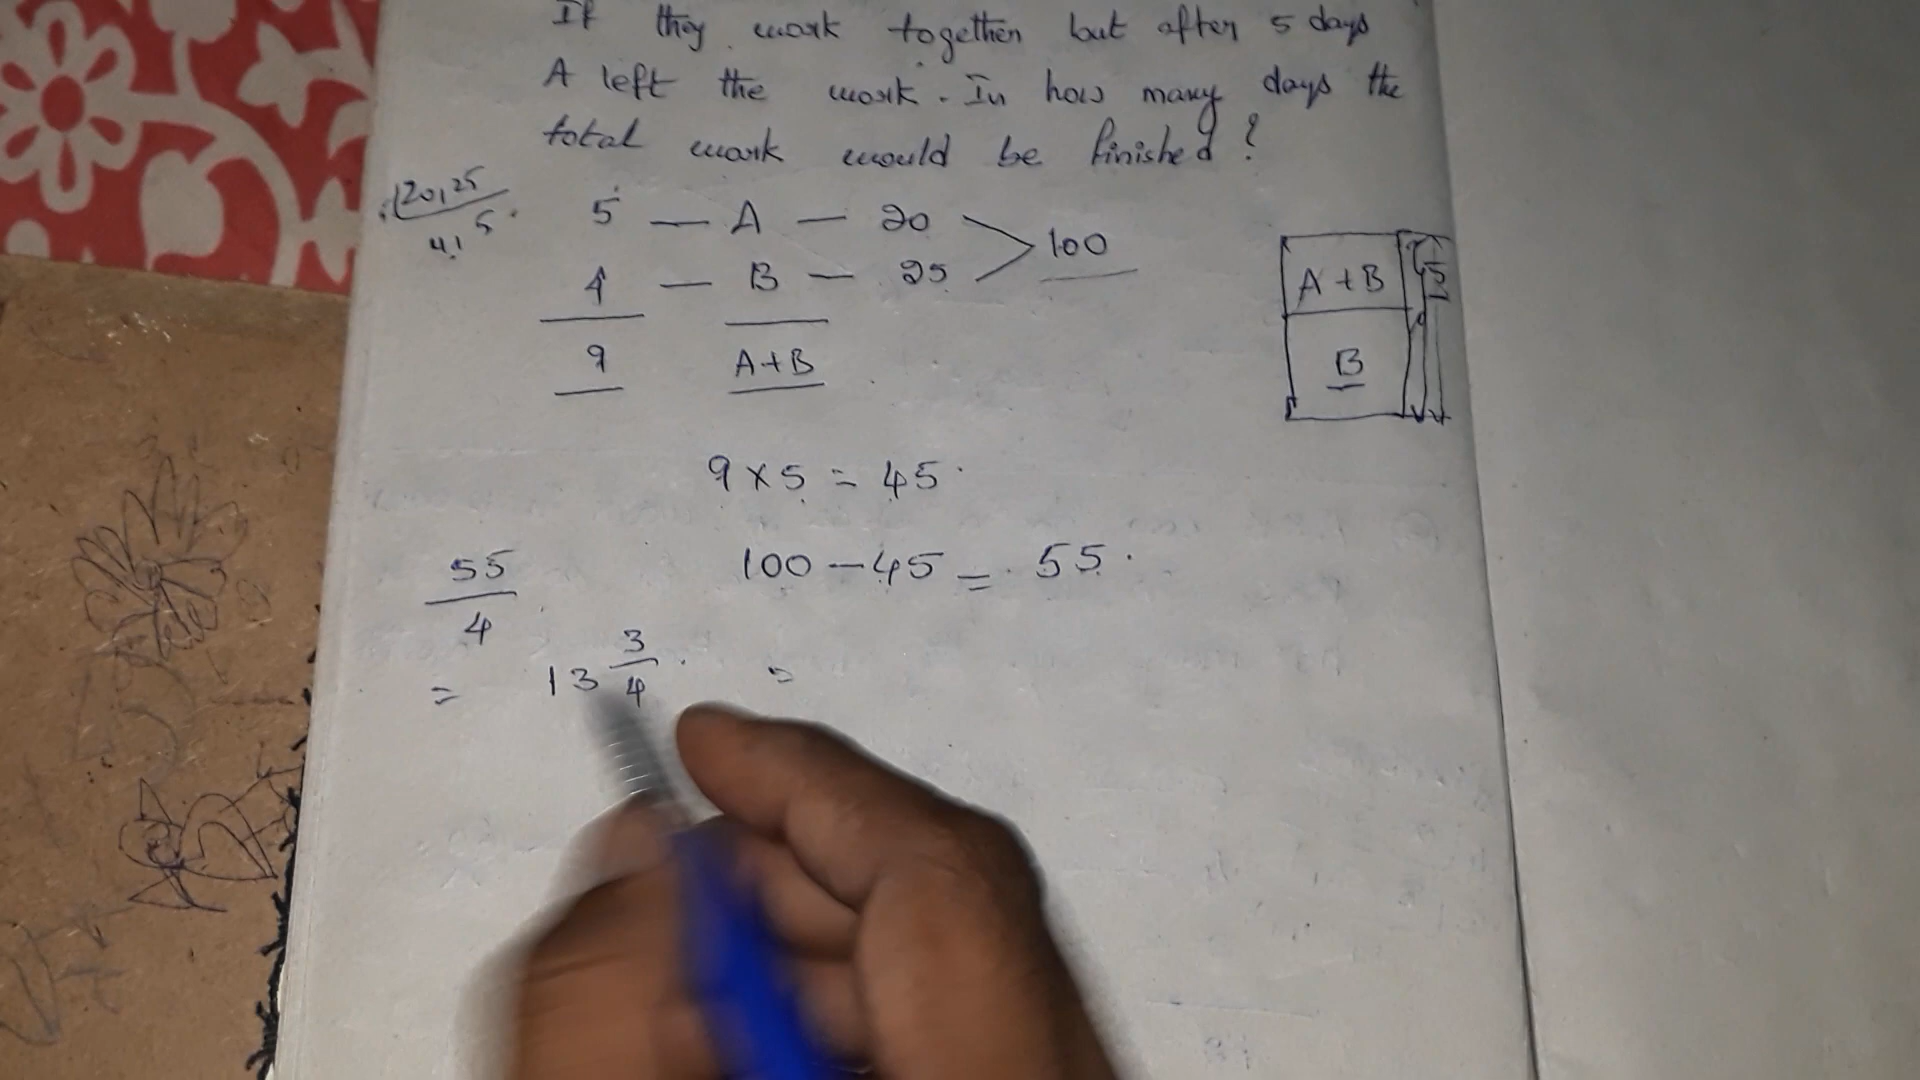 If they work together but after 5 days
A left the work. In how many days the
total work would be finished?
20, 25
4, 5
5 — A — 20
100
4 — B — 25
9 A+B
A+B
5
B
9 × 5 = 45
100 - 45 = 55
55
4
= 13 3/4 =